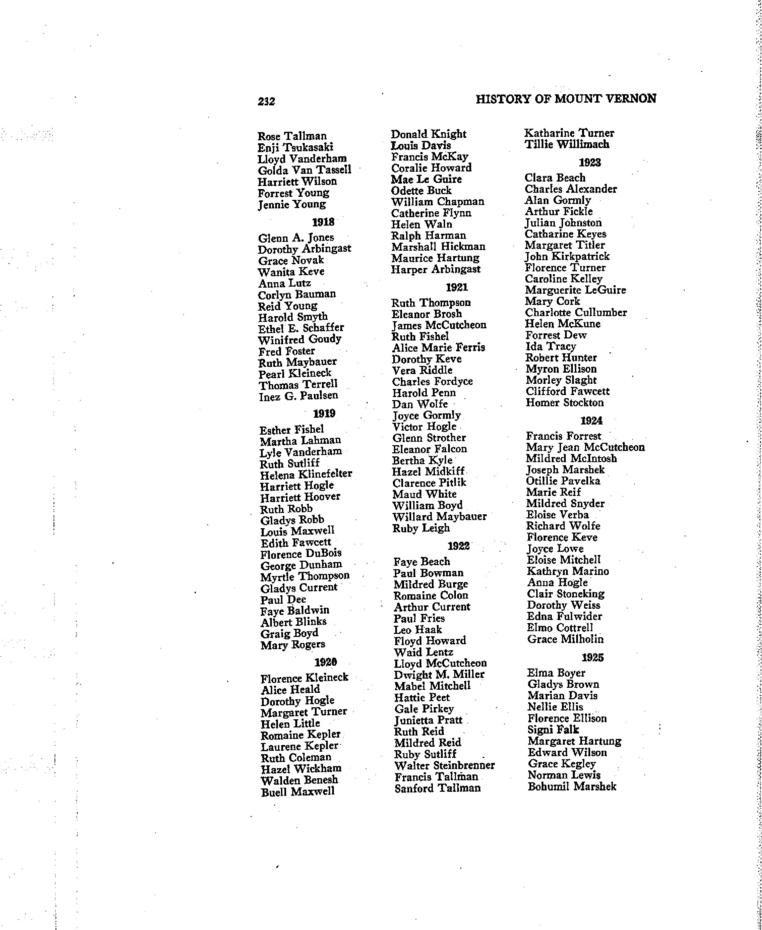 232
HISTORY OF MOUNT VERNON
Rose Tallman
Enji Tsukasaki
Lloyd Vanderham
Golda Van Tassell
Harriett Wilson
Forrest Young
Jennie Young
1918
Glenn A. Jones
Dorothy Arbingast
Grace Novak
Wanita Keve
Anna Lutz
Corlyn Bauman
Reid Young
Harold Smyth
Ethel E. Schaffer
Winifred Goudy
Fred Foster
Ruth Maybauer
Pearl Kleineck
Thomas Terrell
Inez G. Paulsen
1919
Esther Fishel
Martha Lahman
Lyle Vanderham
Ruth Sutliff
Helena Klinefelter
Harriett Hogle
Harriett Hoover
Ruth Robb
Gladys Robb
Louis Maxwell
Edith Fawcett
Florence DuBois
George Dunham
Myrtle Thompson
Gladys Current
Paul Dee
Faye Baldwin
Albert Blinks
Graig Boyd
Mary Rogers
1920
Florence Kleineck
Alice Heald
Dorothy Hogle
Margaret Turner
Helen Little
Romaine Kepler
Laurene Kepler
Ruth Coleman
Hazel Wickham
Walden Benesh
Buell Maxwell
Donald Knight
Louis Davis
Francis McKay
Coralie Howard
Mae Le Guire
Odette Buck
William Chapman
Catherine Flynn
Helen Waln
Ralph Harman
Marshall Hickman
Maurice Hartung
Harper Arbingast
1921
Ruth Thompson
Eleanor Brosh
James McCutcheon
Ruth Fishel
Alice Marie Ferris
Dorothy Keve
Vera Riddle
Charles Fordyce
Harold Penn
Dan Wolfe
Joyce Gormly
Victor Hogle
Glenn Strother
Eleanor Falcon
Bertha Kyle
Hazel Midkiff
Clarence Pitlik
Maud White
William Boyd
Willard Maybauer
Ruby Leigh
1922
Faye Beach
Paul Bowman
Mildred Burge
Romaine Colon
Arthur Current
Paul Fries
Leo Haak
Floyd Howard
Waid Lentz
Lloyd McCutcheon
Dwight M. Miller
Mabel Mitchell
Hattie Peet
Gale Pirkey
Junietta Pratt
Ruth Reid
Mildred Reid
Ruby Sutliff
Walter Steinbrenner
Francis Tallman
Sanford Tallman
Katharine Turner
Tillie Willimach
1923
Clara Beach
Charles Alexander
Alan Gormly
Arthur Fickle
Julian Johnston
Catharine Keyes
Margaret Titler
John Kirkpatrick
Florence Turner
Caroline Kelley
Marguerite LeGuire
Mary Cork
Charlotte Cullumber
Helen McKune
Forrest Dew
Ida Tracy
Robert Hunter
Myron Ellison
Morley Slaght
Clifford Fawcett
Homer Stockton
1924
Francis Forrest
Mary Jean McCutcheon
Mildred McIntosh
Joseph Marshek
Otillie Pavelka
Marie Reif
Mildred Snyder
Eloise Verba
Richard Wolfe
Florence Keve
Joyce Lowe
Eloise Mitchell
Kathryn Marino
Anna Hogle
Clair Stoneking
Dorothy Weiss
Edna Fulwider
Elmo Cottrell
Grace Milholin
1925
Elma Boyer
Gladys Brown
Marian Davis
Nellie Ellis
Florence Ellison
Signi Falk
Margaret Hartung
Edward Wilson
Grace Kegley
Norman Lewis
Bohumil Marshek